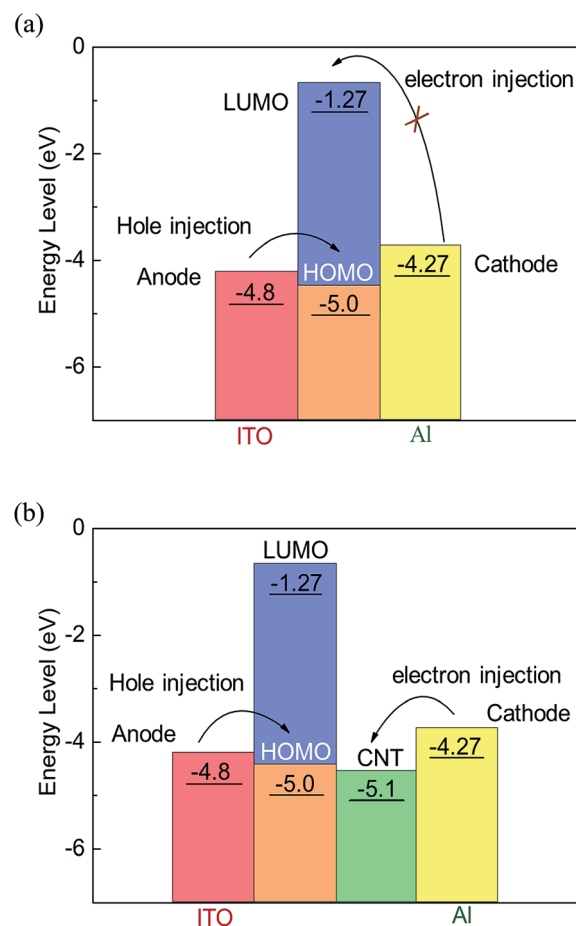 (a)
0
electron injection
LUMO
-1.27
-2
Energy Level (eV)
Hole injection
-4
Anode
HOMO
-4.27
Cathode
-4.8
-5.0
-6
ITO
Al
(b)
0
LUMO
-1.27
-2
Energy Level (eV)
Hole injection
electron injection
Anode
Cathode
-4
HOMO
CNT
-4.27
-4.8
-5.0
-5.1
-6
ITO
Al